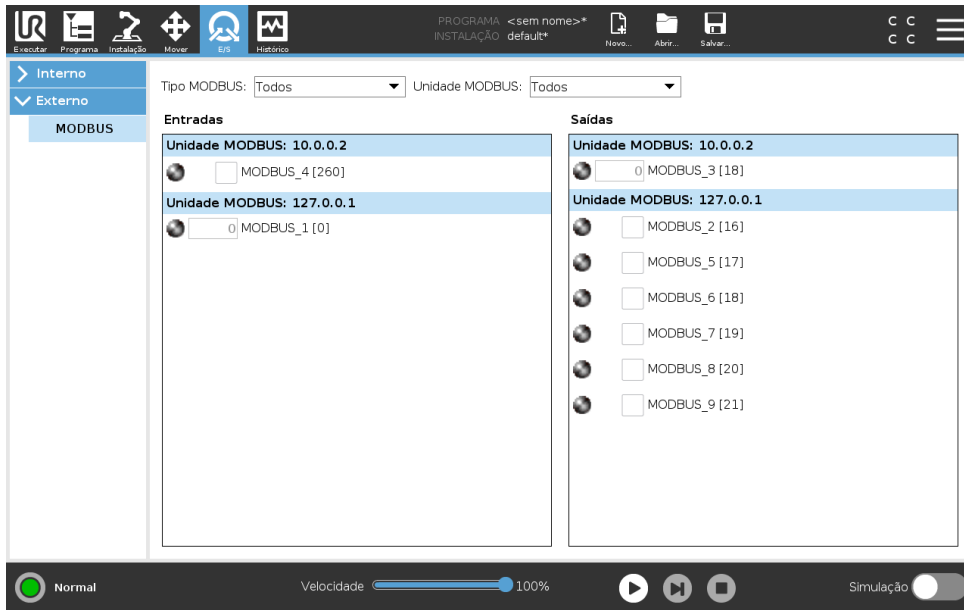 UR
PROGRAMA <sem nome>*
INSTALAÇÃO default*
C C
C C
Executar Programa Instalação Mover E/S Histórico Novo... Abrir... Salvar...
Interno
Externo
MODBUS
Tipo MODBUS: Todos Unidade MODBUS: Todos
Entradas
Unidade MODBUS: 10.0.0.2
MODBUS_4 [260]
Unidade MODBUS: 127.0.0.1
0 MODBUS_1 [0]
Saídas
Unidade MODBUS: 10.0.0.2
0 MODBUS_3 [18]
Unidade MODBUS: 127.0.0.1
MODBUS_2 [16]
MODBUS_5 [17]
MODBUS_6 [18]
MODBUS_7 [19]
MODBUS_8 [20]
MODBUS_9 [21]
Normal Velocidade 100% Simulação